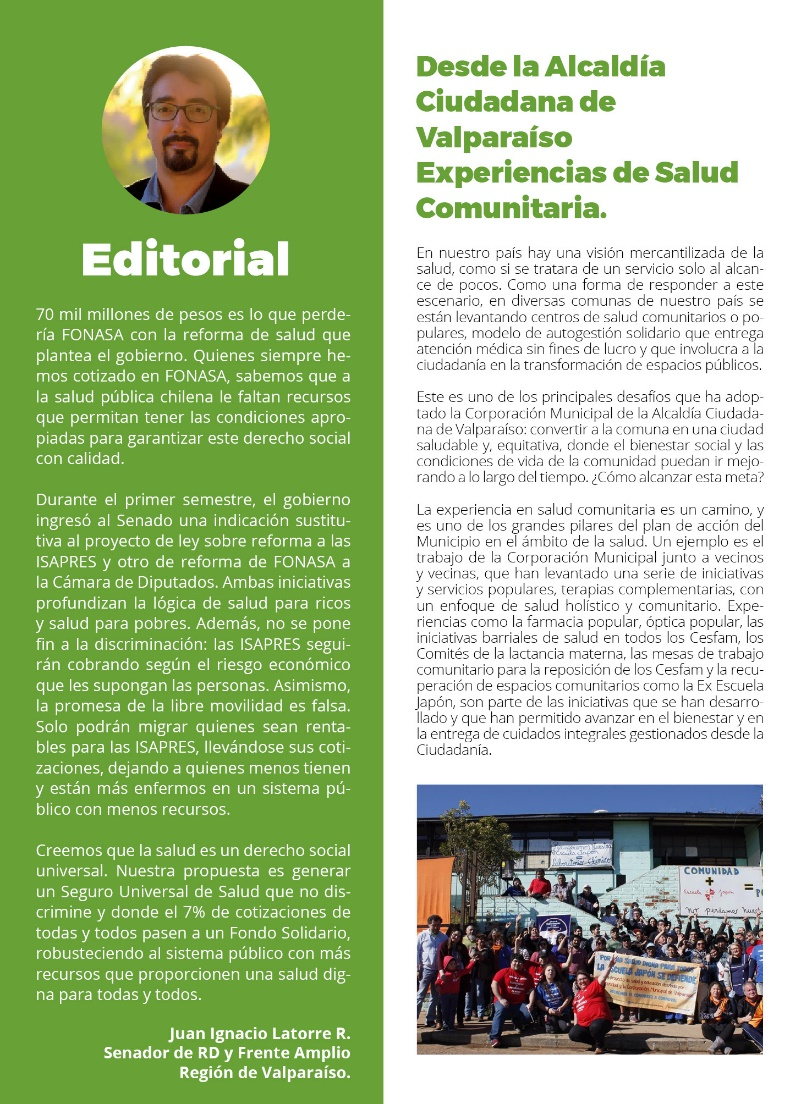 Editorial
70 mil millones de pesos es lo que perde-
ría FONASA con la reforma de salud que
plantea el gobierno. Quienes siempre he-
mos cotizado en FONASA, sabemos que a
la salud pública chilena le faltan recursos
que permitan tener las condiciones apro-
piadas para garantizar este derecho social
con calidad.
Durante el primer semestre, el gobierno
ingresó al Senado una indicación sustitu-
tiva al proyecto de ley sobre reforma a las
ISAPRES y otro de reforma de FONASA a
la Cámara de Diputados. Ambas iniciativas
profundizan la lógica de salud para ricos
y salud para pobres. Además, no se pone
fin a la discriminación: las ISAPRES segui-
rán cobrando según el riesgo económico
que les supongan las personas. Asimismo,
la promesa de la libre movilidad es falsa.
Solo podrán migrar quienes sean renta-
bles para las ISAPRES, llevándose sus coti-
zaciones, dejando a quienes menos tienen
y están más enfermos en un sistema pú-
blico con menos recursos.
Creemos que la salud es un derecho social
universal. Nuestra propuesta es generar
un Seguro Universal de Salud que no dis-
crimine y donde el 7% de cotizaciones de
todas y todos pasen a un Fondo Solidario,
robusteciendo al sistema público con más
recursos que proporcionen una salud dig-
na para todas y todos.
Juan Ignacio Latorre R.
Senador de RD y Frente Amplio
Región de Valparaíso.
Desde la Alcaldía
Ciudadana de
Valparaíso
Experiencias de Salud
Comunitaria.
En nuestro país hay una visión mercantilizada de la
salud, como si se tratara de un servicio solo al alcan-
ce de pocos. Como una forma de responder a este
escenario, en diversas comunas de nuestro país se
están levantando centros de salud comunitarios o po-
pulares, modelo de autogestión solidario que entrega
atención médica sin fines de lucro y que involucra a la
ciudadanía en la transformación de espacios públicos.
Este es uno de los principales desafíos que ha adop-
tado la Corporación Municipal de la Alcaldía Ciudada-
na de Valparaíso: convertir a la comuna en una ciudad
saludable y, equitativa, donde el bienestar social y las
condiciones de vida de la comunidad puedan ir mejo-
rando a lo largo del tiempo. ¿Cómo alcanzar esta meta?
La experiencia en salud comunitaria es un camino, y
es uno de los grandes pilares del plan de acción del
Municipio en el ámbito de la salud. Un ejemplo es el
trabajo de la Corporación Municipal junto a vecinos
y vecinas, que han levantado una serie de iniciativas
y servicios populares, terapias complementarias, con
un enfoque de salud holístico y comunitario. Expe-
riencias como la farmacia popular, óptica popular, las
iniciativas barriales de salud en todos los Cesfam, los
Comités de la lactancia materna, las mesas de trabajo
comunitario para la reposición de los Cesfam y la recu-
peración de espacios comunitarios como la Ex Escuela
Japón, son parte de las iniciativas que se han desarro-
llado y que han permitido avanzar en el bienestar y en
la entrega de cuidados integrales gestionados desde la
Ciudadanía.
COMUNIDAD
+
Escuela Japón
POR UNA SALUD DIGNA PARA TODOS
LA ESCUELA JAPÓN SE DEFIENDE